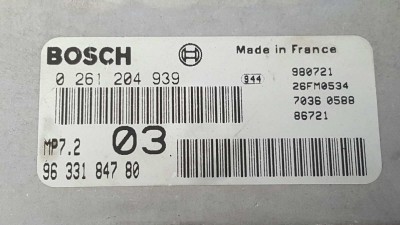 BOSCH
Made in France
0 261 204 939
944
980721
26FM0534
7036 0588
86721
MP7.2
03
96 331 847 80